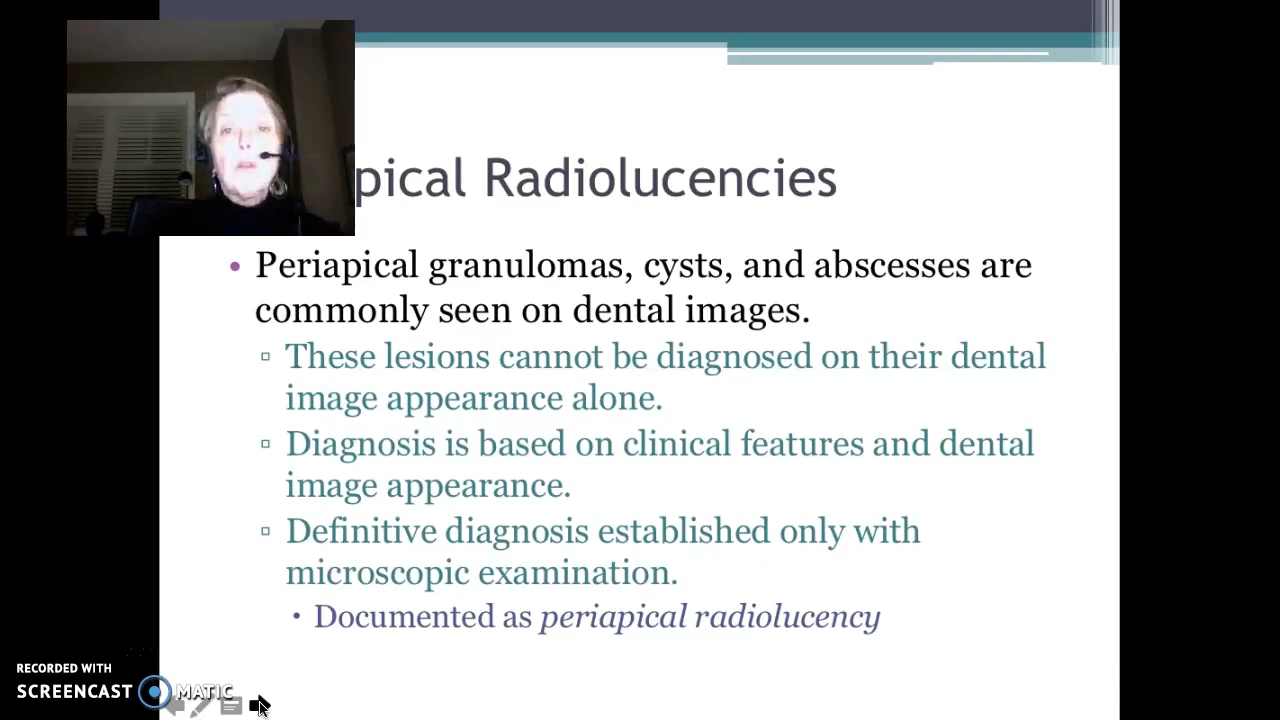 pical Radiolucencies
• Periapical granulomas, cysts, and abscesses are
commonly seen on dental images.
▫ These lesions cannot be diagnosed on their dental
image appearance alone.
▫ Diagnosis is based on clinical features and dental
image appearance.
▫ Definitive diagnosis established only with
microscopic examination.
• Documented as periapical radiolucency
RECORDED WITH
SCREENCAST MATIC